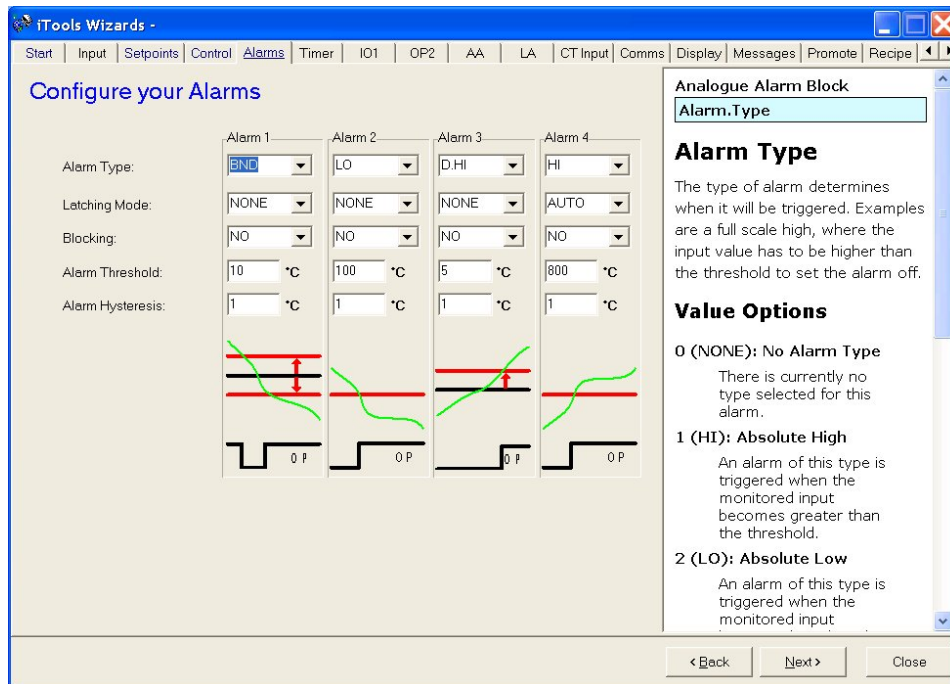 iTools Wizards -
Start Input Setpoints Control Alarms Timer IO1 OP2 AA LA CT Input Comms Display Messages Promote Recipe
Configure your Alarms
Alarm 1 Alarm 2 Alarm 3 Alarm 4
Alarm Type: BND LO D.HI HI
Latching Mode: NONE NONE NONE AUTO
Blocking: NO NO NO NO
Alarm Threshold: 10 °C 100 °C 5 °C 800 °C
Alarm Hysteresis: 1 °C 1 °C 1 °C 1 °C
OP OP OP OP
Analogue Alarm Block
Alarm.Type
Alarm Type
The type of alarm determines
when it will be triggered. Examples
are a full scale high, where the
input value has to be higher than
the threshold to set the alarm off.
Value Options
0 (NONE): No Alarm Type
There is currently no
type selected for this
alarm.
1 (HI): Absolute High
An alarm of this type is
triggered when the
monitored input
becomes greater than
the threshold.
2 (LO): Absolute Low
An alarm of this type is
triggered when the
monitored input
< Back Next > Close